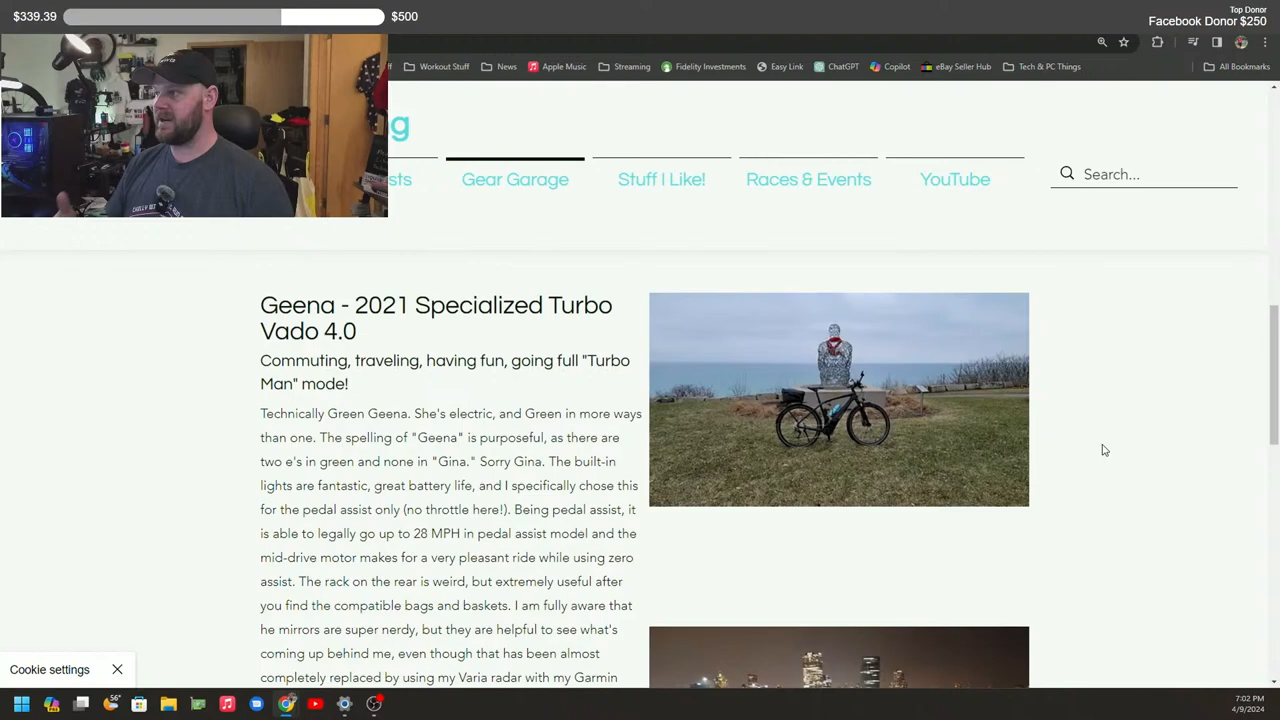 $339.39
$500
Top Donor
Facebook Donor $250
Workout Stuff
News
Apple Music
Streaming
Fidelity Investments
Easy Link
ChatGPT
Copilot
eBay Seller Hub
Tech & PC Things
All Bookmarks
g
sts
Gear Garage
Stuff I Like!
Races & Events
YouTube
Search...
Geena - 2021 Specialized Turbo
Vado 4.0
Commuting, traveling, having fun, going full "Turbo
Man" mode!
Technically Green Geena. She's electric, and Green in more ways
than one. The spelling of "Geena" is purposeful, as there are
two e's in green and none in "Gina." Sorry Gina. The built-in
lights are fantastic, great battery life, and I specifically chose this
for the pedal assist only (no throttle here!). Being pedal assist, it
is able to legally go up to 28 MPH in pedal assist model and the
mid-drive motor makes for a very pleasant ride while using zero
assist. The rack on the rear is weird, but extremely useful after
you find the compatible bags and baskets. I am fully aware that
he mirrors are super nerdy, but they are helpful to see what's
coming up behind me, even though that has been almost
completely replaced by using my Varia radar with my Garmin
Cookie settings
56°
7:02 PM
4/9/2024